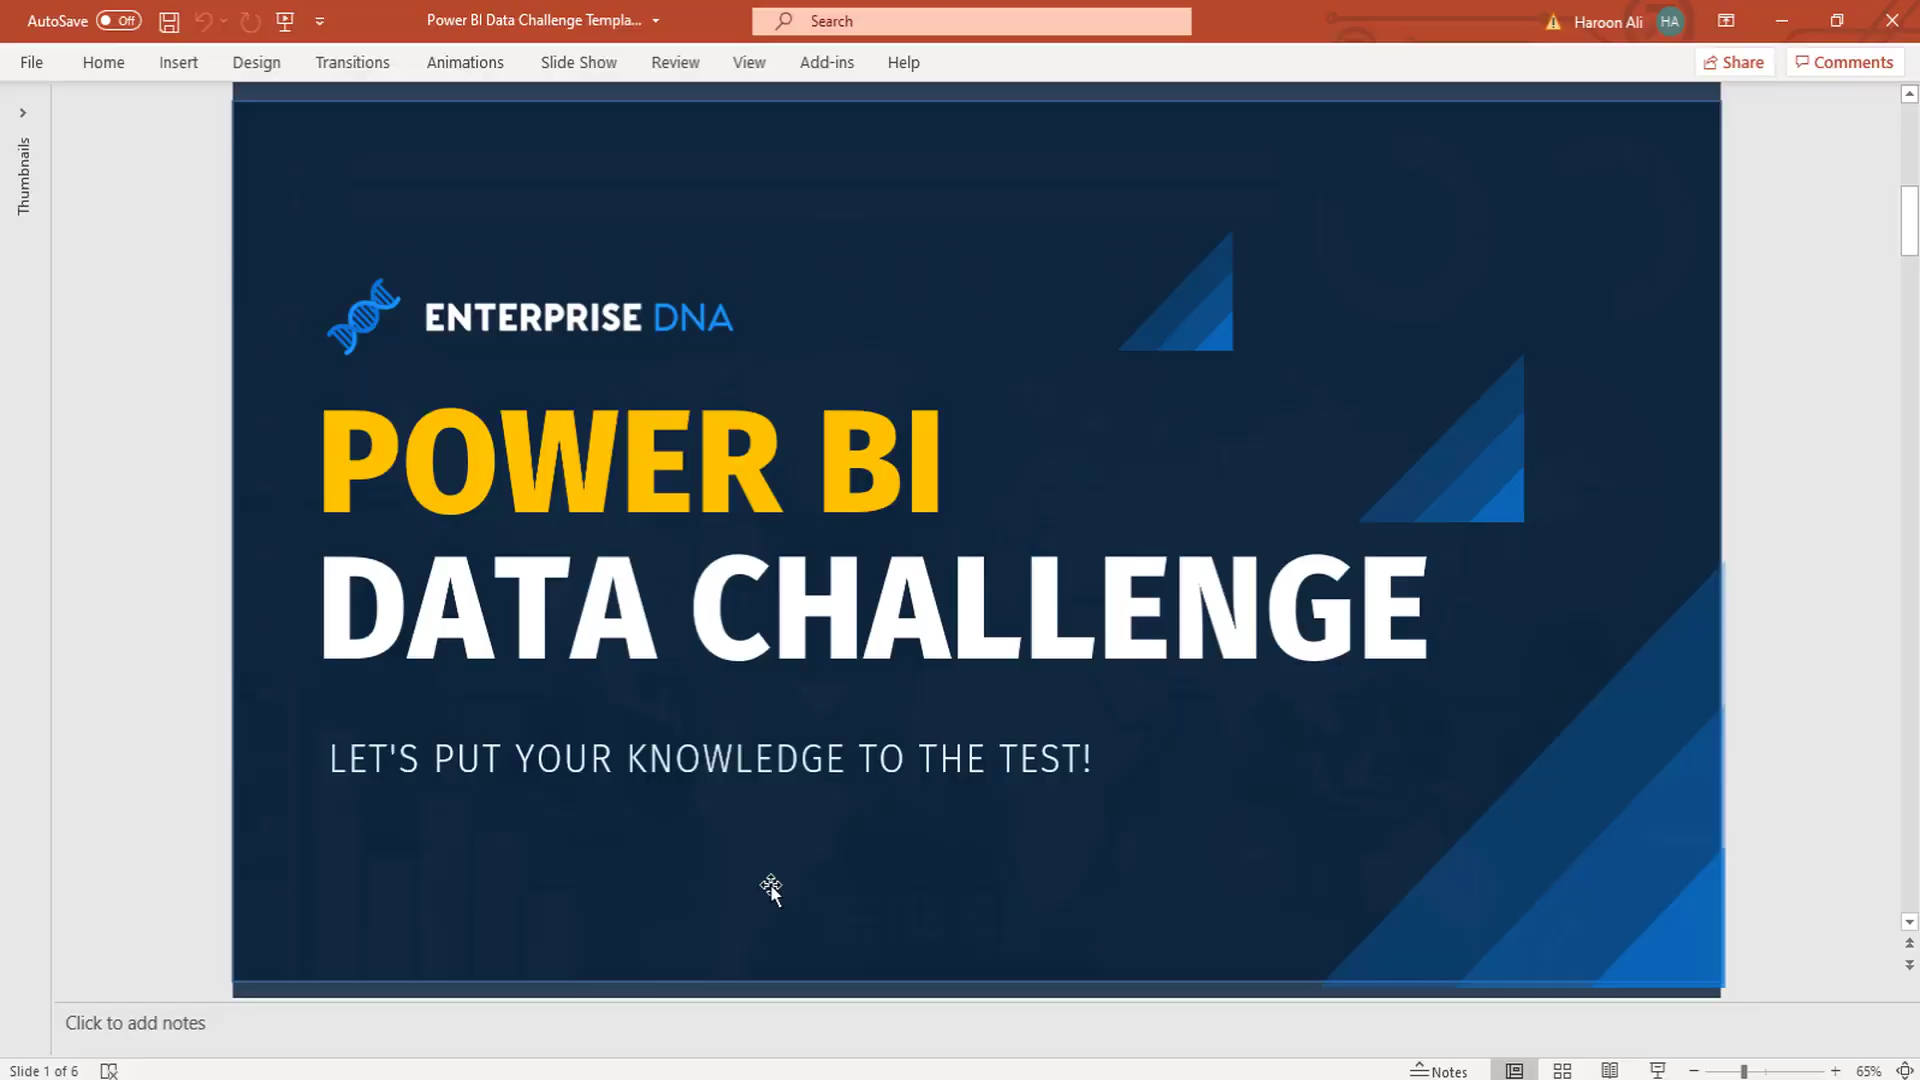 AutoSave Off Power BI Data Challenge Templa... Search Haroon Ali HA
File Home Insert Design Transitions Animations Slide Show Review View Add-ins Help Share Comments
Thumbnails
ENTERPRISE DNA
POWER BI
DATA CHALLENGE
LET'S PUT YOUR KNOWLEDGE TO THE TEST!
Click to add notes
Slide 1 of 6 Notes 65%